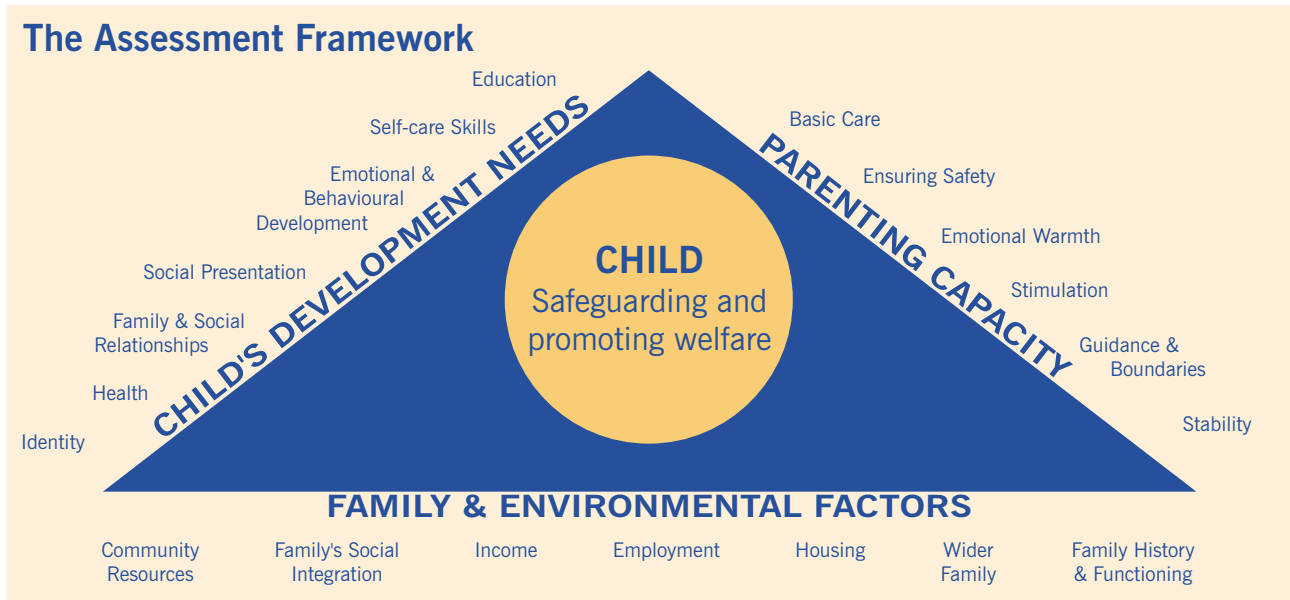 The Assessment Framework
Education
Self-care Skills
Emotional &
Behavioural
Development
Social Presentation
Family & Social
Relationships
Health
Identity
CHILD'S DEVELOPMENT NEEDS
CHILD
Safeguarding and
promoting welfare
PARENTING CAPACITY
Basic Care
Ensuring Safety
Emotional Warmth
Stimulation
Guidance &
Boundaries
Stability
FAMILY & ENVIRONMENTAL FACTORS
Community
Resources
Family's Social
Integration
Income
Employment
Housing
Wider
Family
Family History
& Functioning